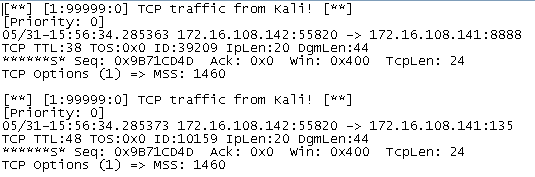 [**] [1:99999:0] TCP traffic from Kali! [**]
[Priority: 0]
05/31-15:56:34.285363 172.16.108.142:55820 -> 172.16.108.141:8888
TCP TTL:38 TOS:0x0 ID:39209 IpLen:20 DgmLen:44
******S* Seq: 0x9B71CD4D  Ack: 0x0  Win: 0x400  TcpLen: 24
TCP Options (1) => MSS: 1460

[**] [1:99999:0] TCP traffic from Kali! [**]
[Priority: 0]
05/31-15:56:34.285373 172.16.108.142:55820 -> 172.16.108.141:135
TCP TTL:48 TOS:0x0 ID:10159 IpLen:20 DgmLen:44
******S* Seq: 0x9B71CD4D  Ack: 0x0  Win: 0x400  TcpLen: 24
TCP Options (1) => MSS: 1460